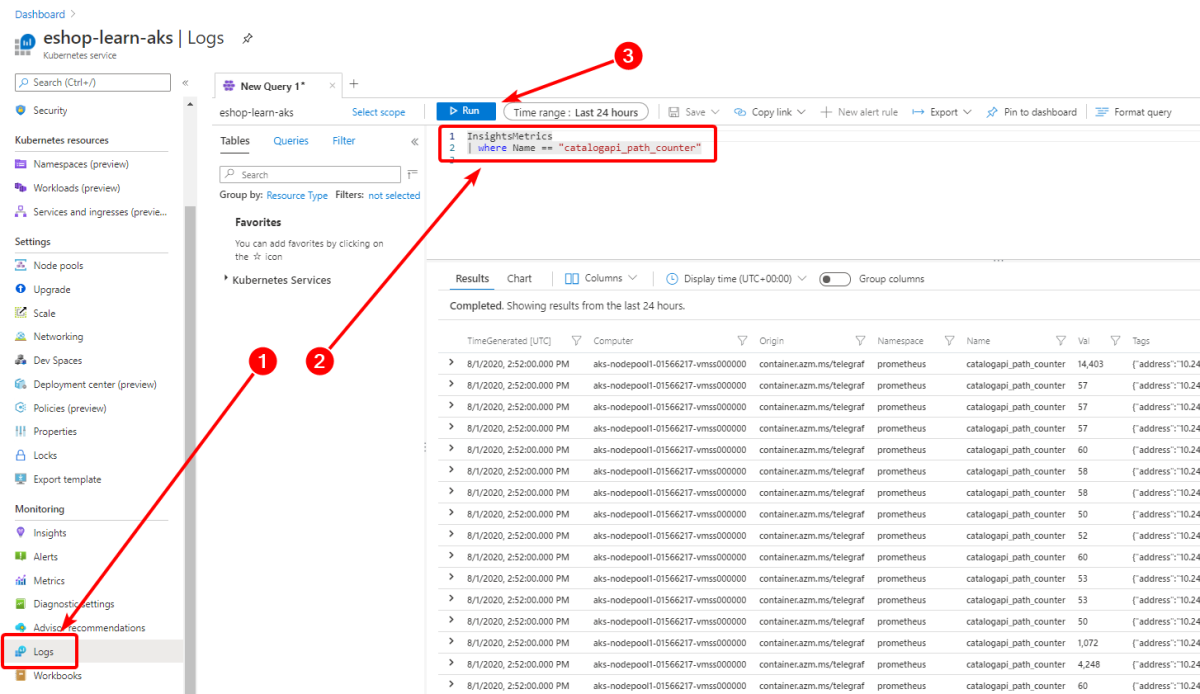 Dashboard
eshop-learn-aks | Logs
Kubernetes service
Search (Ctrl+/)
«
Security
Kubernetes resources
Namespaces (preview)
Workloads (preview)
Services and ingresses (previe...
Settings
Node pools
Upgrade
Scale
Networking
Dev Spaces
Deployment center (preview)
Policies (preview)
Properties
Locks
Export template
Monitoring
Insights
Alerts
Metrics
Diagnostic settings
Advisor recommendations
Logs
Workbooks
1
2
3
New Query 1*
eshop-learn-aks
Select scope
Run
Time range : Last 24 hours
Save
Copy link
New alert rule
Export
Pin to dashboard
Format query
Tables Queries Filter «
Search
Group by: Resource Type Filters: not selected
Favorites
You can add favorites by clicking on
the ☆ icon
Kubernetes Services
1 InsightsMetrics
2 | where Name == "catalogapi_path_counter"
3
Results Chart Columns Display time (UTC+00:00) Group columns
Completed. Showing results from the last 24 hours.
TimeGenerated [UTC] Computer Origin Namespace Name Val Tags
8/1/2020, 2:52:00.000 PM aks-nodepool1-01566217-vmss000000 container.azm.ms/telegraf prometheus catalogapi_path_counter 14,403 {"address":"10.24
8/1/2020, 2:52:00.000 PM aks-nodepool1-01566217-vmss000000 container.azm.ms/telegraf prometheus catalogapi_path_counter 57 {"address":"10.24
8/1/2020, 2:52:00.000 PM aks-nodepool1-01566217-vmss000000 container.azm.ms/telegraf prometheus catalogapi_path_counter 57 {"address":"10.24
8/1/2020, 2:52:00.000 PM aks-nodepool1-01566217-vmss000000 container.azm.ms/telegraf prometheus catalogapi_path_counter 57 {"address":"10.24
8/1/2020, 2:52:00.000 PM aks-nodepool1-01566217-vmss000000 container.azm.ms/telegraf prometheus catalogapi_path_counter 60 {"address":"10.24
8/1/2020, 2:52:00.000 PM aks-nodepool1-01566217-vmss000000 container.azm.ms/telegraf prometheus catalogapi_path_counter 58 {"address":"10.24
8/1/2020, 2:52:00.000 PM aks-nodepool1-01566217-vmss000000 container.azm.ms/telegraf prometheus catalogapi_path_counter 58 {"address":"10.24
8/1/2020, 2:52:00.000 PM aks-nodepool1-01566217-vmss000000 container.azm.ms/telegraf prometheus catalogapi_path_counter 50 {"address":"10.24
8/1/2020, 2:52:00.000 PM aks-nodepool1-01566217-vmss000000 container.azm.ms/telegraf prometheus catalogapi_path_counter 52 {"address":"10.24
8/1/2020, 2:52:00.000 PM aks-nodepool1-01566217-vmss000000 container.azm.ms/telegraf prometheus catalogapi_path_counter 60 {"address":"10.24
8/1/2020, 2:52:00.000 PM aks-nodepool1-01566217-vmss000000 container.azm.ms/telegraf prometheus catalogapi_path_counter 53 {"address":"10.24
8/1/2020, 2:52:00.000 PM aks-nodepool1-01566217-vmss000000 container.azm.ms/telegraf prometheus catalogapi_path_counter 53 {"address":"10.24
8/1/2020, 2:52:00.000 PM aks-nodepool1-01566217-vmss000000 container.azm.ms/telegraf prometheus catalogapi_path_counter 50 {"address":"10.24
8/1/2020, 2:52:00.000 PM aks-nodepool1-01566217-vmss000000 container.azm.ms/telegraf prometheus catalogapi_path_counter 1,072 {"address":"10.24
8/1/2020, 2:52:00.000 PM aks-nodepool1-01566217-vmss000000 container.azm.ms/telegraf prometheus catalogapi_path_counter 4,248 {"address":"10.24
8/1/2020, 2:52:00.000 PM aks-nodepool1-01566217-vmss000000 container.azm.ms/telegraf prometheus catalogapi_path_counter 60 {"address":"10.24